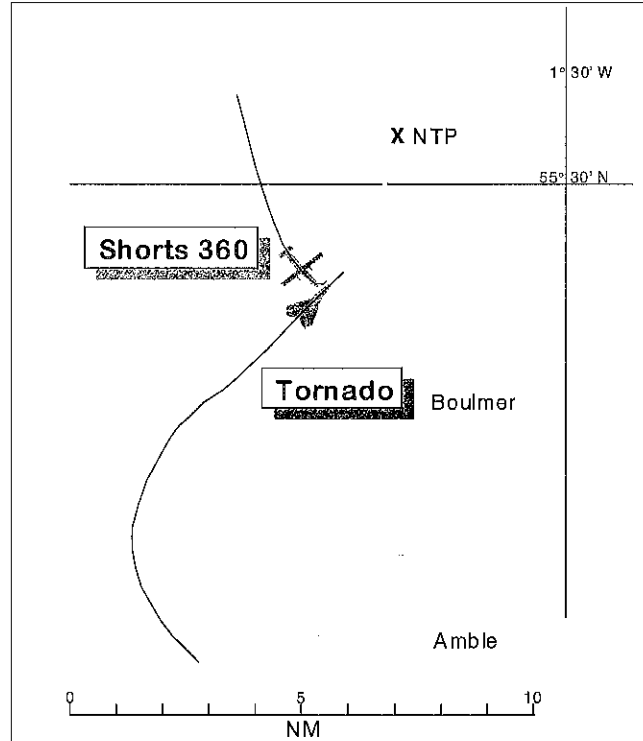 1° 30' W
X NTP
55° 30' N
Shorts 360
Tornado
Boulmer
Amble
0 5 10
NM